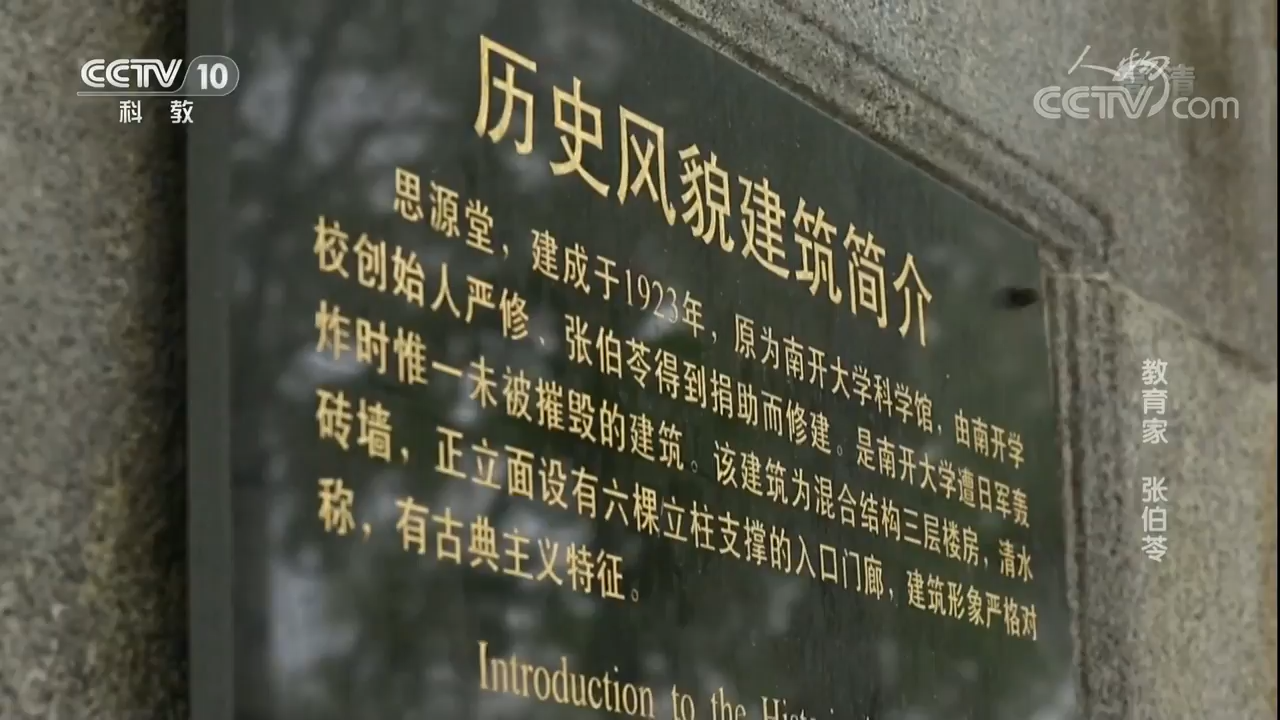 CCTV 10
科教
人物
高清
CCTV.com
历史风貌建筑简介
思源堂，建成于1923年，原为南开大学科学馆，由南开学
校创始人严修、张伯苓得到捐助而修建。是南开大学遭日军轰
炸时惟一未被摧毁的建筑。该建筑为混合结构三层楼房，清水
砖墙，正立面设有六棵立柱支撑的入口门廊，建筑形象严格对
称，有古典主义特征。
Introduction to the
教育家 张伯苓